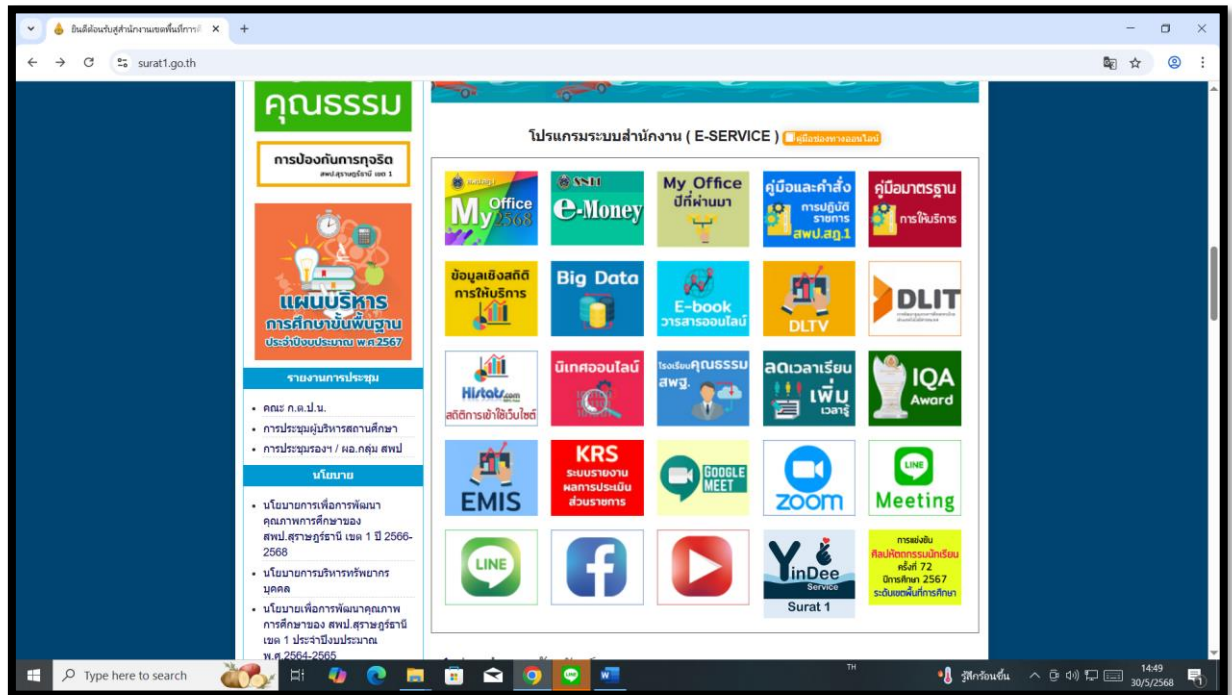 ยินดีต้อนรับสู่สำนักงานเขตพื้นที่การศึ
surat1.go.th
คุณธรรม
การป้องกันการทุจริต
สพป.สุราษฎร์ธานี เขต 1
แผนบริหาร
การศึกษาขั้นพื้นฐาน
ประจำปีงบประมาณ พ.ศ.2567
รายงานการประชุม
คณะ ก.ต.ป.น.
การประชุมผู้บริหารสถานศึกษา
การประชุมรองฯ / ผอ.กลุ่ม สพป
นโยบาย
นโยบายการเพื่อการพัฒนา
คุณภาพการศึกษาของ
สพป.สุราษฎร์ธานี เขต 1 ปี 2566-
2568
นโยบายการบริหารทรัพยากร
บุคคล
นโยบายเพื่อการพัฒนาคุณภาพ
การศึกษาของ สพป.สุราษฎร์ธานี
เขต 1 ประจำปีงบประมาณ
พ.ศ.2564-2565
โปรแกรมระบบสำนักงาน ( E-SERVICE ) คู่มือช่องทางออนไลน์
My Office
2568
e-Money
My Office
ปีที่ผ่านมา
คู่มือและคำสั่ง
การปฏิบัติ
ราชการ
สพป.สฎ.1
คู่มือมาตรฐาน
การให้บริการ
ข้อมูลเชิงสถิติ
การให้บริการ
Big Data
E-book
วารสารออนไลน์
DLTV
DLIT
Histats.com
สถิติการเข้าใช้เว็บไซต์
นิเทศออนไลน์
โรงเรียนคุณธรรม
สพฐ.
ลดเวลาเรียน
เพิ่ม
เวลารู้
IQA
Award
EMIS
KRS
ระบบรายงาน
ผลการประเมิน
ส่วนราชการ
GOOGLE
MEET
zoom
LINE
Meeting
LINE
YinDee
Service
Surat 1
การแข่งขัน
ศิลปหัตถกรรมนักเรียน
ครั้งที่ 72
ปีการศึกษา 2567
ระดับเขตพื้นที่การศึกษา
Type here to search
TH
รู้สึกร้อนขึ้น
14:49
30/5/2568